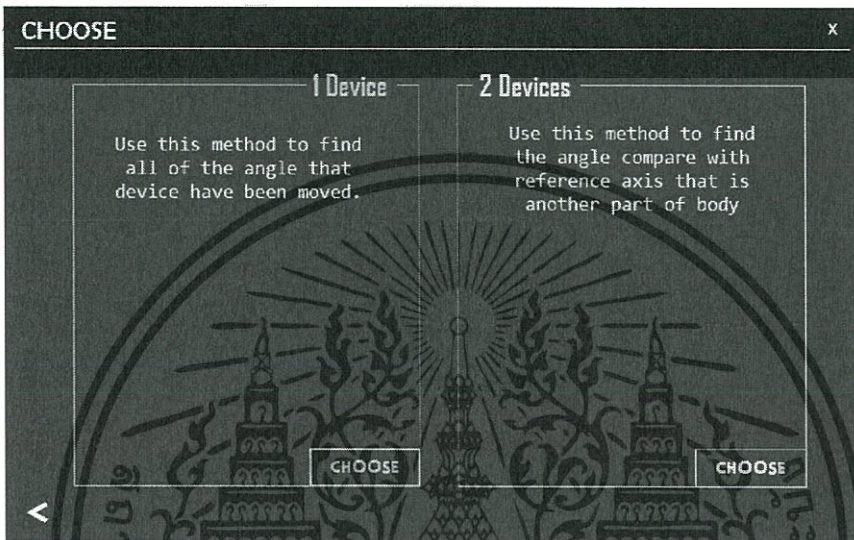 CHOOSE X
1 Device
Use this method to find
all of the angle that
device have been moved.
CHOOSE
2 Devices
Use this method to find
the angle compare with
reference axis that is
another part of body
CHOOSE
<